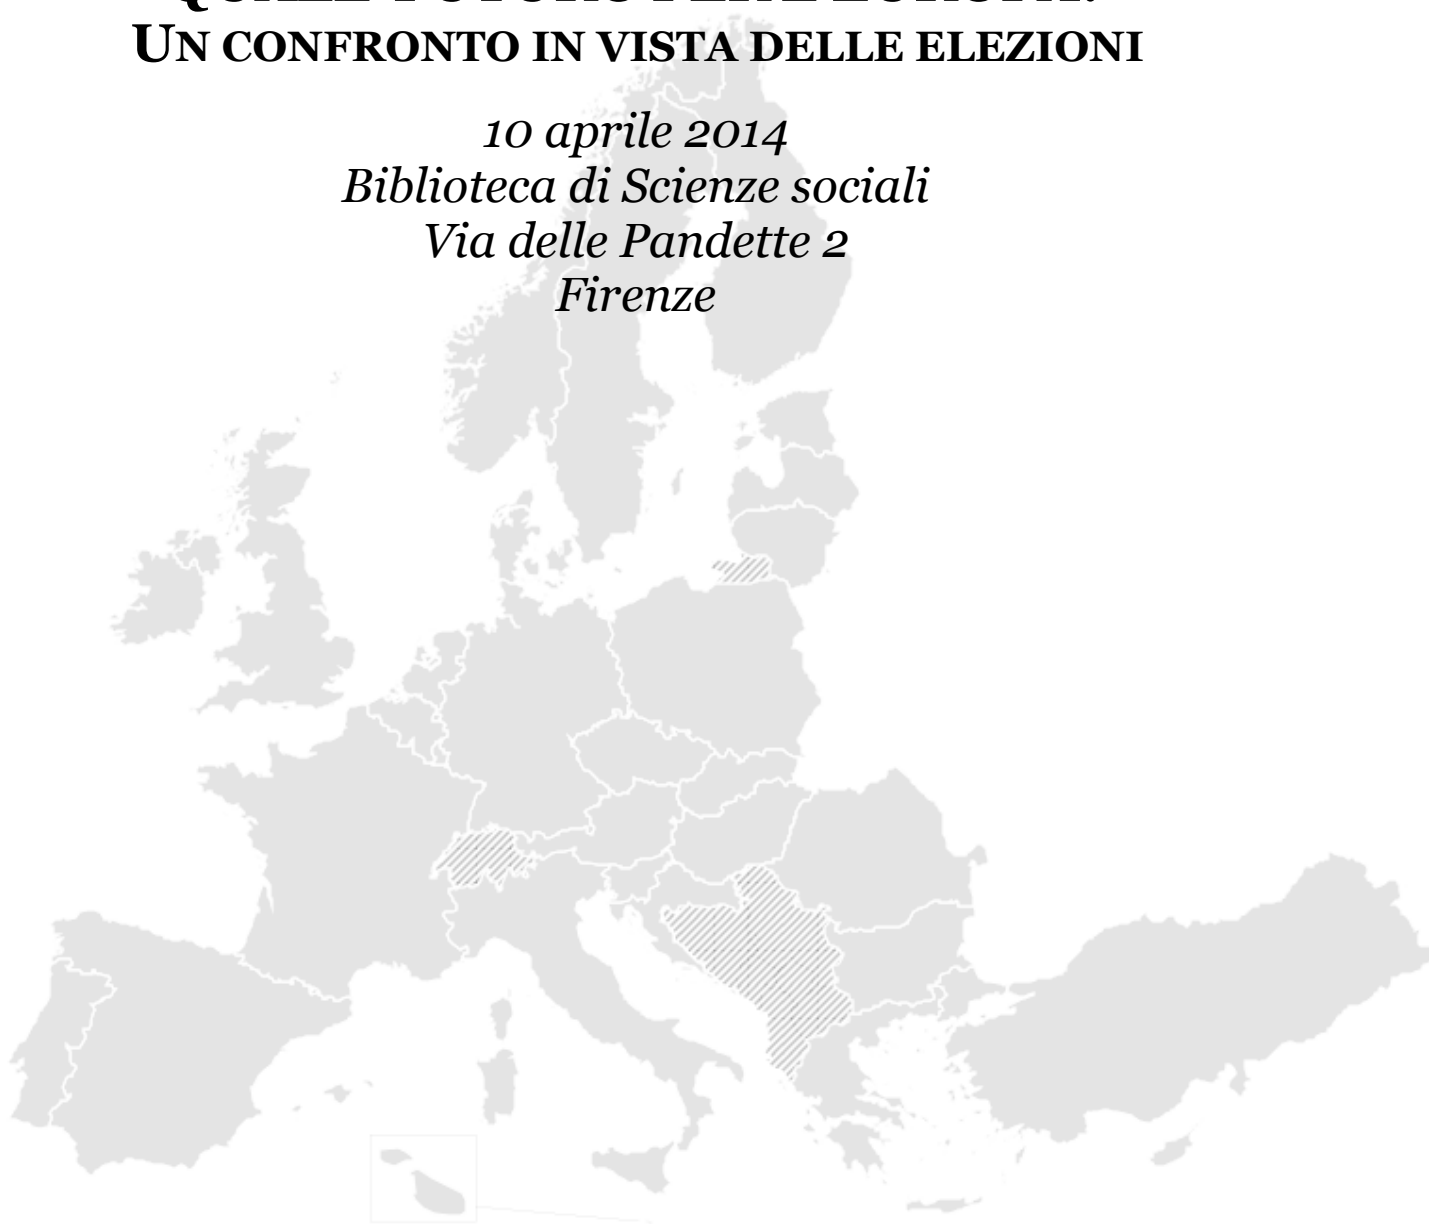 UN CONFRONTO IN VISTA DELLE ELEZIONI
10 aprile 2014
Biblioteca di Scienze sociali
Via delle Pandette 2
Firenze